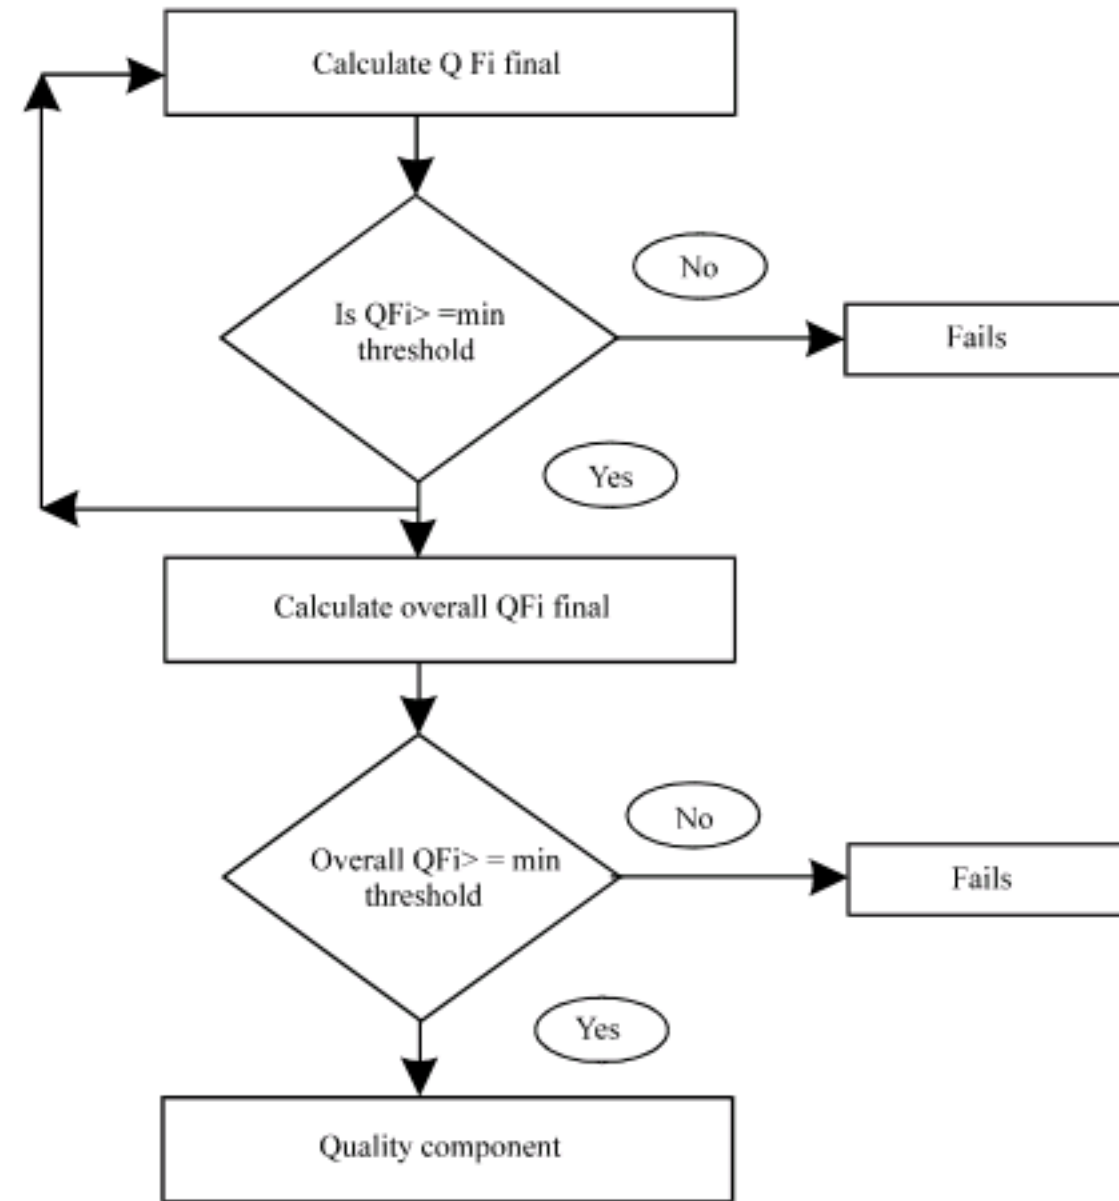 Calculate Q Fi final
No
Is QFi> =min
threshold
Fails
Yes
Calculate overall QFi final
No
Overall QFi> = min
threshold
Fails
Yes
Quality component